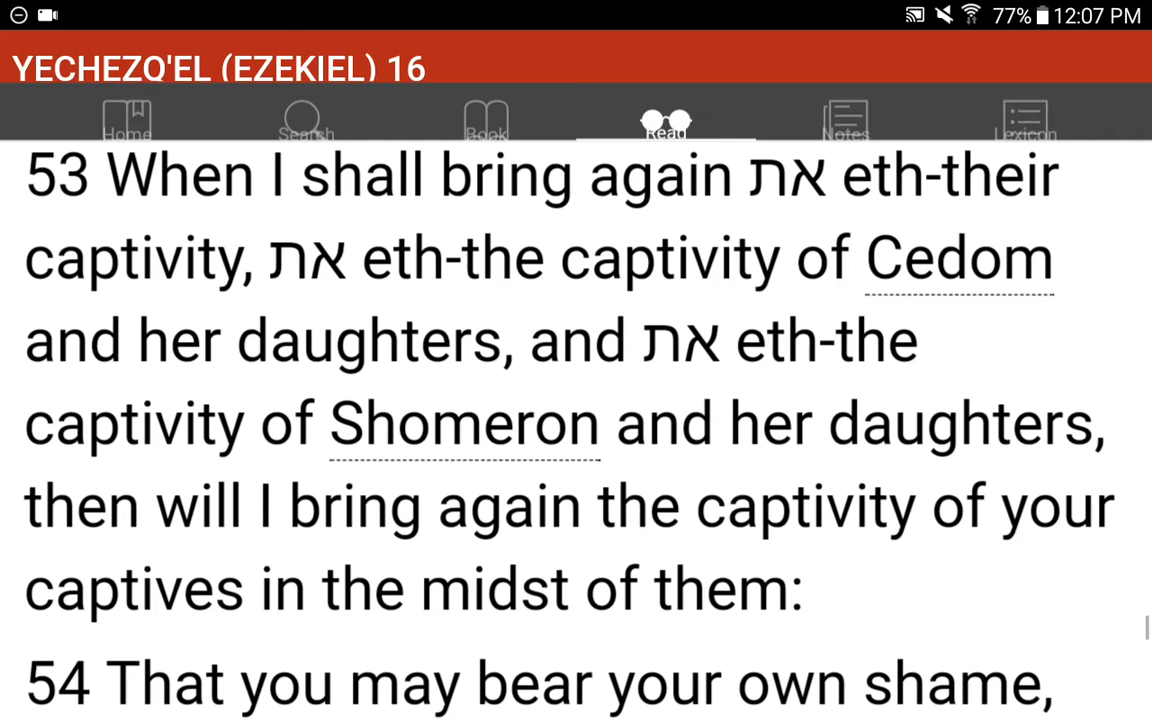 77% 12:07 PM
YECHEZQ'EL (EZEKIEL) 16
Home Search Book Read Notes Lexicon
53 When I shall bring again את eth-their
captivity, את eth-the captivity of Cedom
and her daughters, and את eth-the
captivity of Shomeron and her daughters,
then will I bring again the captivity of your
captives in the midst of them:
54 That you may bear your own shame,